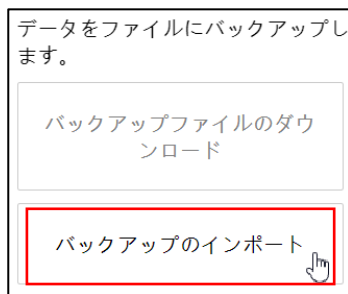 データをファイルにバックアップし
ます。
バックアップファイルのダウ
ンロード
バックアップのインポート